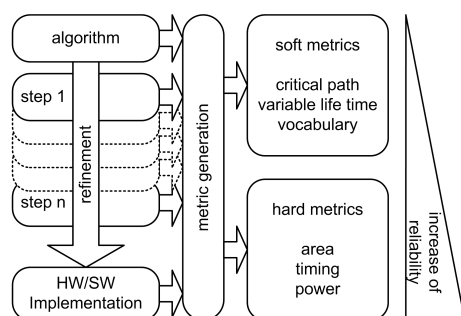 algorithm
step 1
step n
refinement
HW/SW
Implementation
metric generation
soft metrics
critical path
variable life time
vocabulary
hard metrics
area
timing
power
increase of
reliability